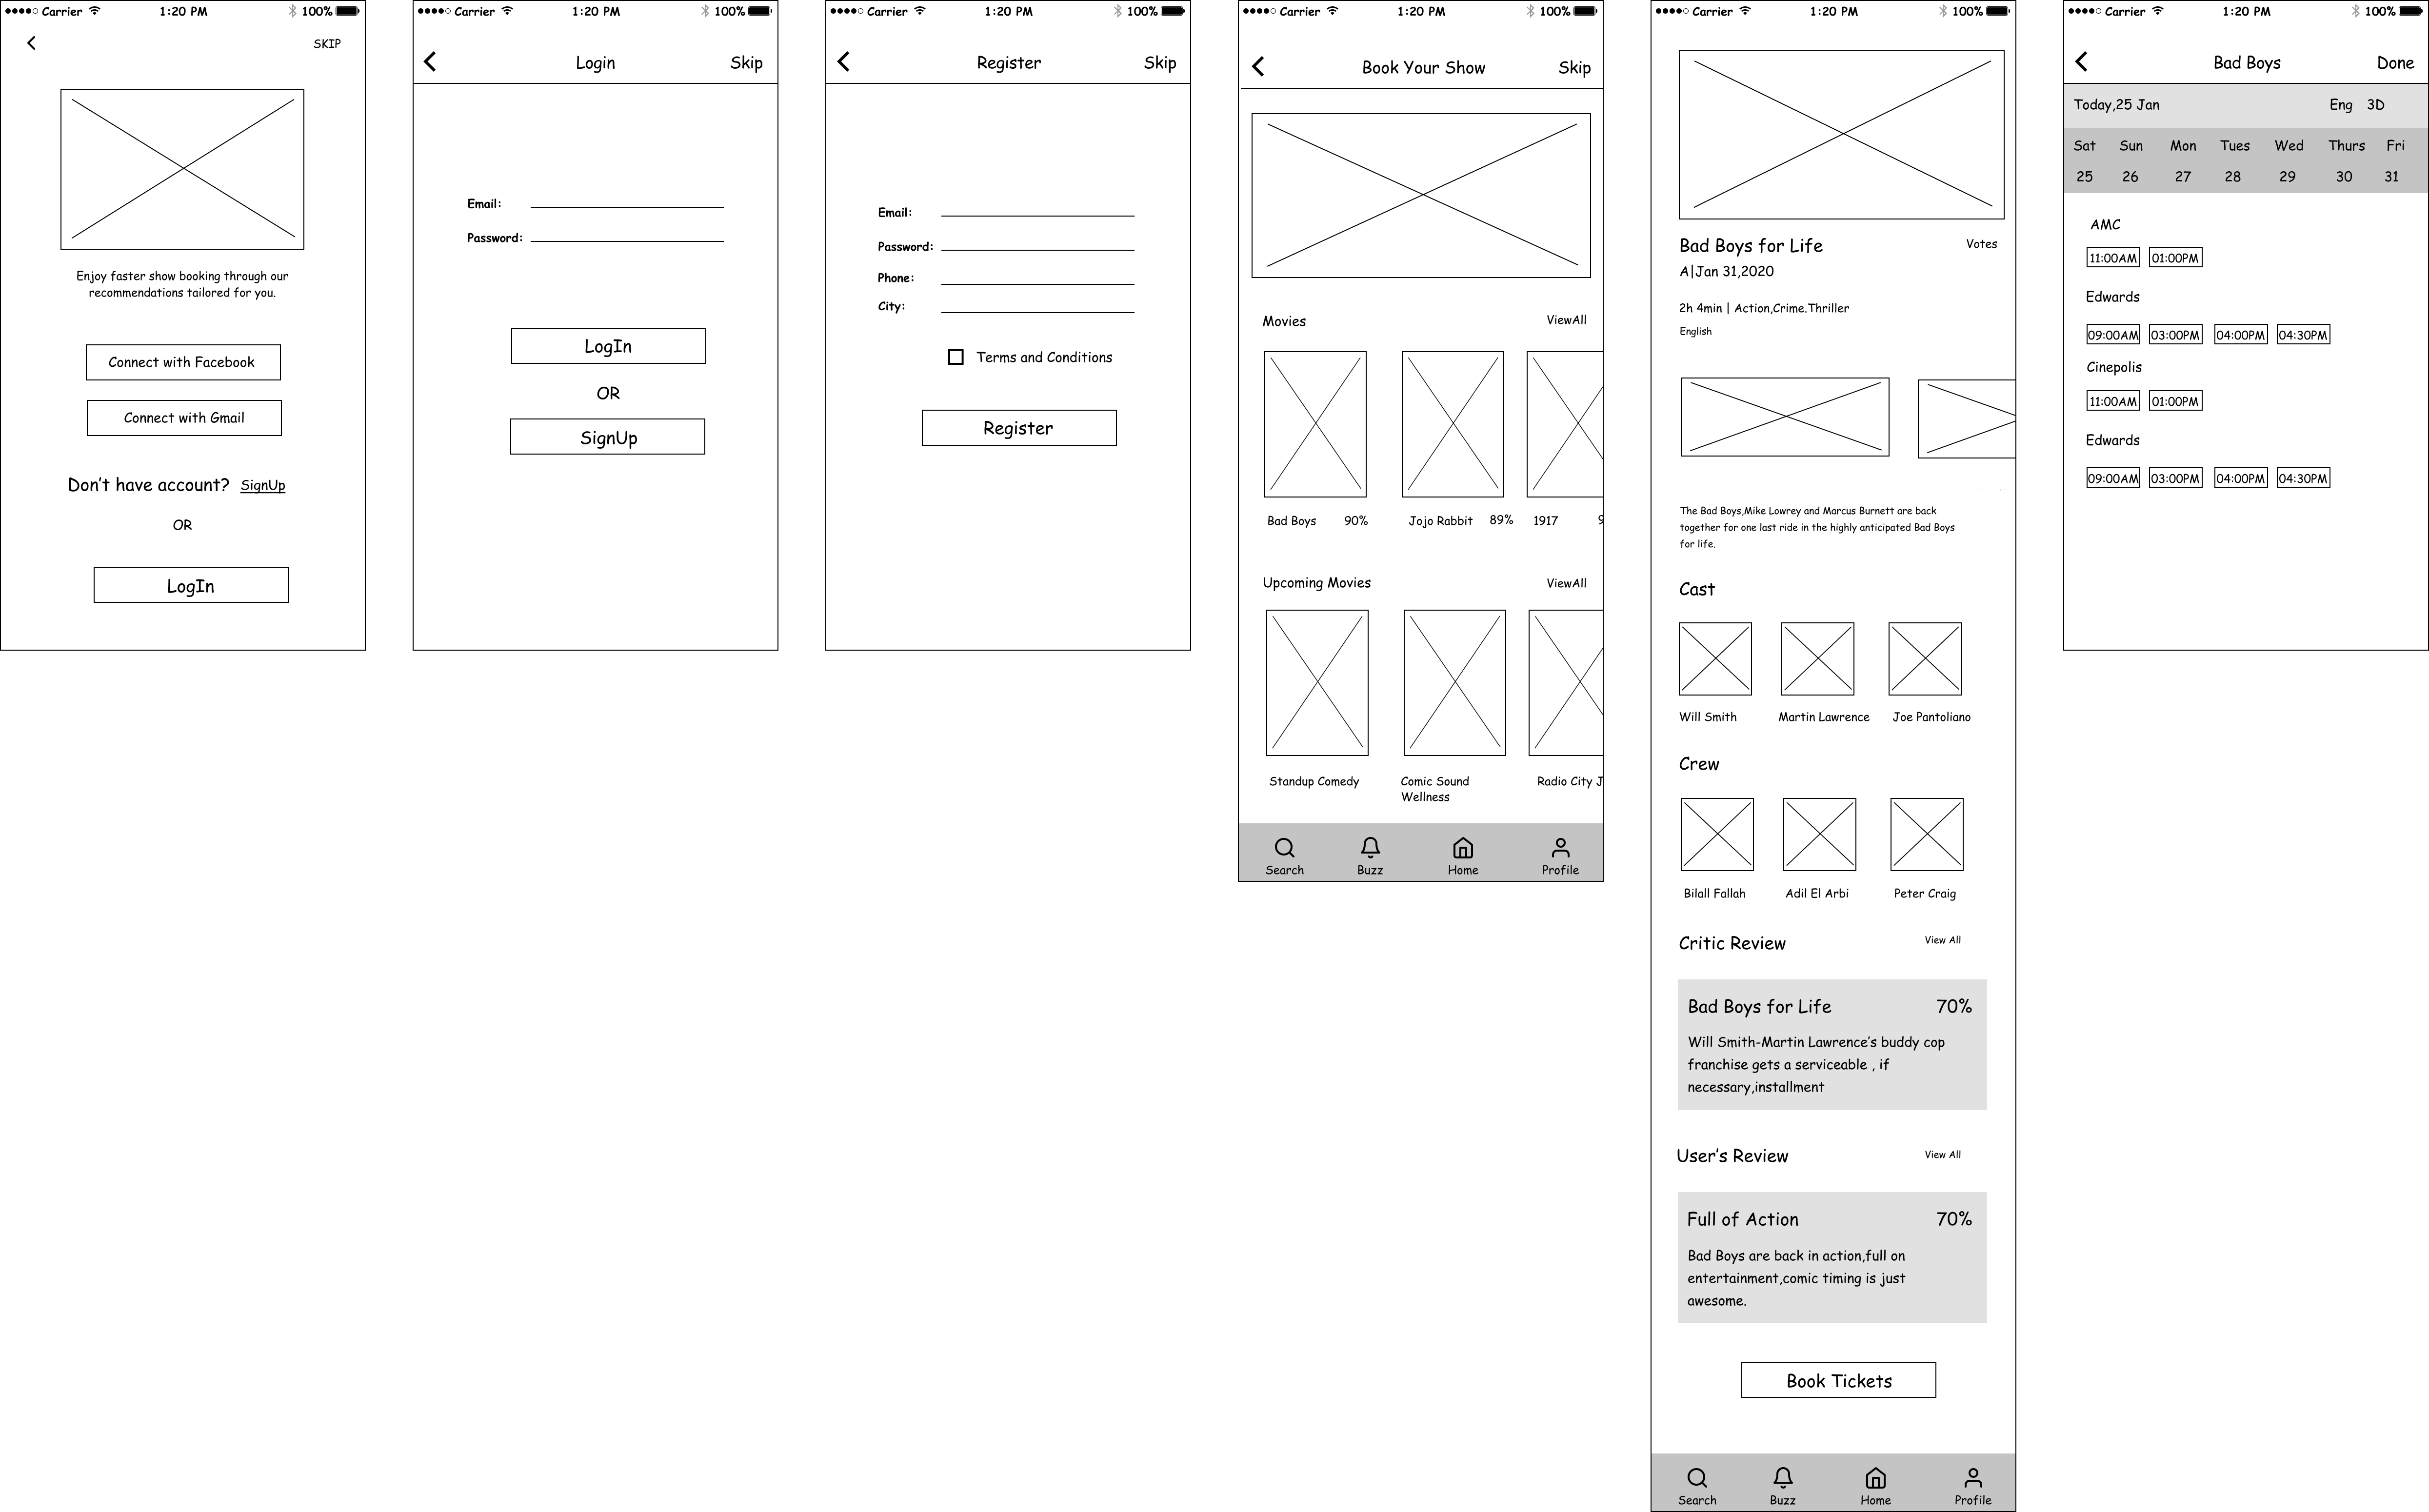 Carrier 1:20 PM 100%
SKIP
Enjoy faster show booking through our
recommendations tailored for you.
Connect with Facebook
Connect with Gmail
Don't have account? SignUp
OR
LogIn
Carrier 1:20 PM 100%
Login Skip
Email:
Password:
LogIn
OR
SignUp
Carrier 1:20 PM 100%
Register Skip
Email:
Password:
Phone:
City:
Terms and Conditions
Register
Carrier 1:20 PM 100%
Book Your Show Skip
Movies ViewAll
Bad Boys 90% Jojo Rabbit 89% 1917 9
Upcoming Movies ViewAll
Standup Comedy Comic Sound Radio City J
Wellness
Search Buzz Home Profile
Carrier 1:20 PM 100%
Bad Boys for Life Votes
A|Jan 31,2020
2h 4min | Action,Crime.Thriller
English
The Bad Boys,Mike Lowrey and Marcus Burnett are back
together for one last ride in the highly anticipated Bad Boys
for life.
Cast
Will Smith Martin Lawrence Joe Pantoliano
Crew
Bilall Fallah Adil El Arbi Peter Craig
Critic Review View All
Bad Boys for Life 70%
Will Smith-Martin Lawrence's buddy cop
franchise gets a serviceable , if
necessary,installment
User's Review View All
Full of Action 70%
Bad Boys are back in action,full on
entertainment,comic timing is just
awesome.
Book Tickets
Search Buzz Home Profile
Carrier 1:20 PM 100%
Bad Boys Done
Today,25 Jan Eng 3D
Sat Sun Mon Tues Wed Thurs Fri
25 26 27 28 29 30 31
AMC
11:00AM 01:00PM
Edwards
09:00AM 03:00PM 04:00PM 04:30PM
Cinepolis
11:00AM 01:00PM
Edwards
09:00AM 03:00PM 04:00PM 04:30PM